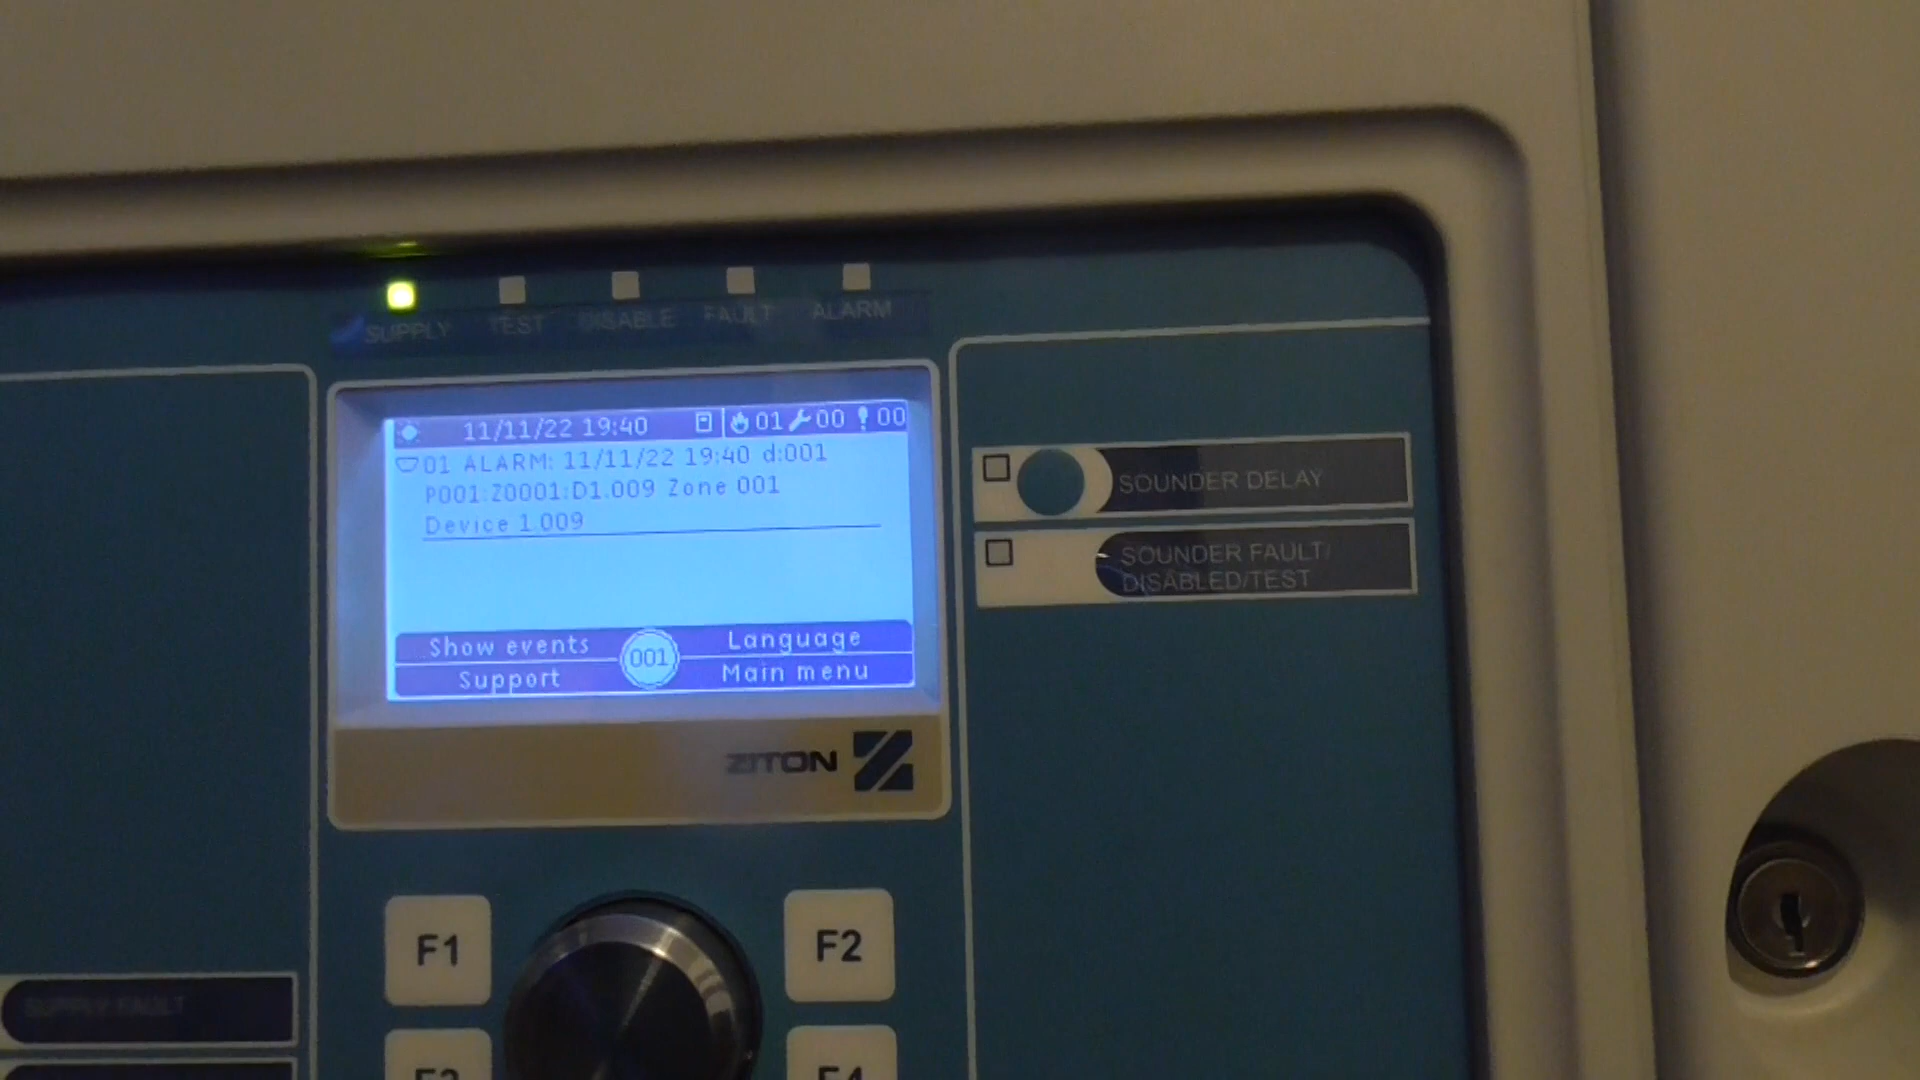 SUPPLY TEST DISABLE FAULT ALARM
11/11/22 19:40 01 00 00
01 ALARM: 11/11/22 19:40 d:001
P001:Z0001:D1.009 Zone 001
Device 1.009
Show events 001 Language
Support Main menu
ZITON
SOUNDER DELAY
SOUNDER FAULT/
DISABLED/TEST
F1 F2
SUPPLY FAULT